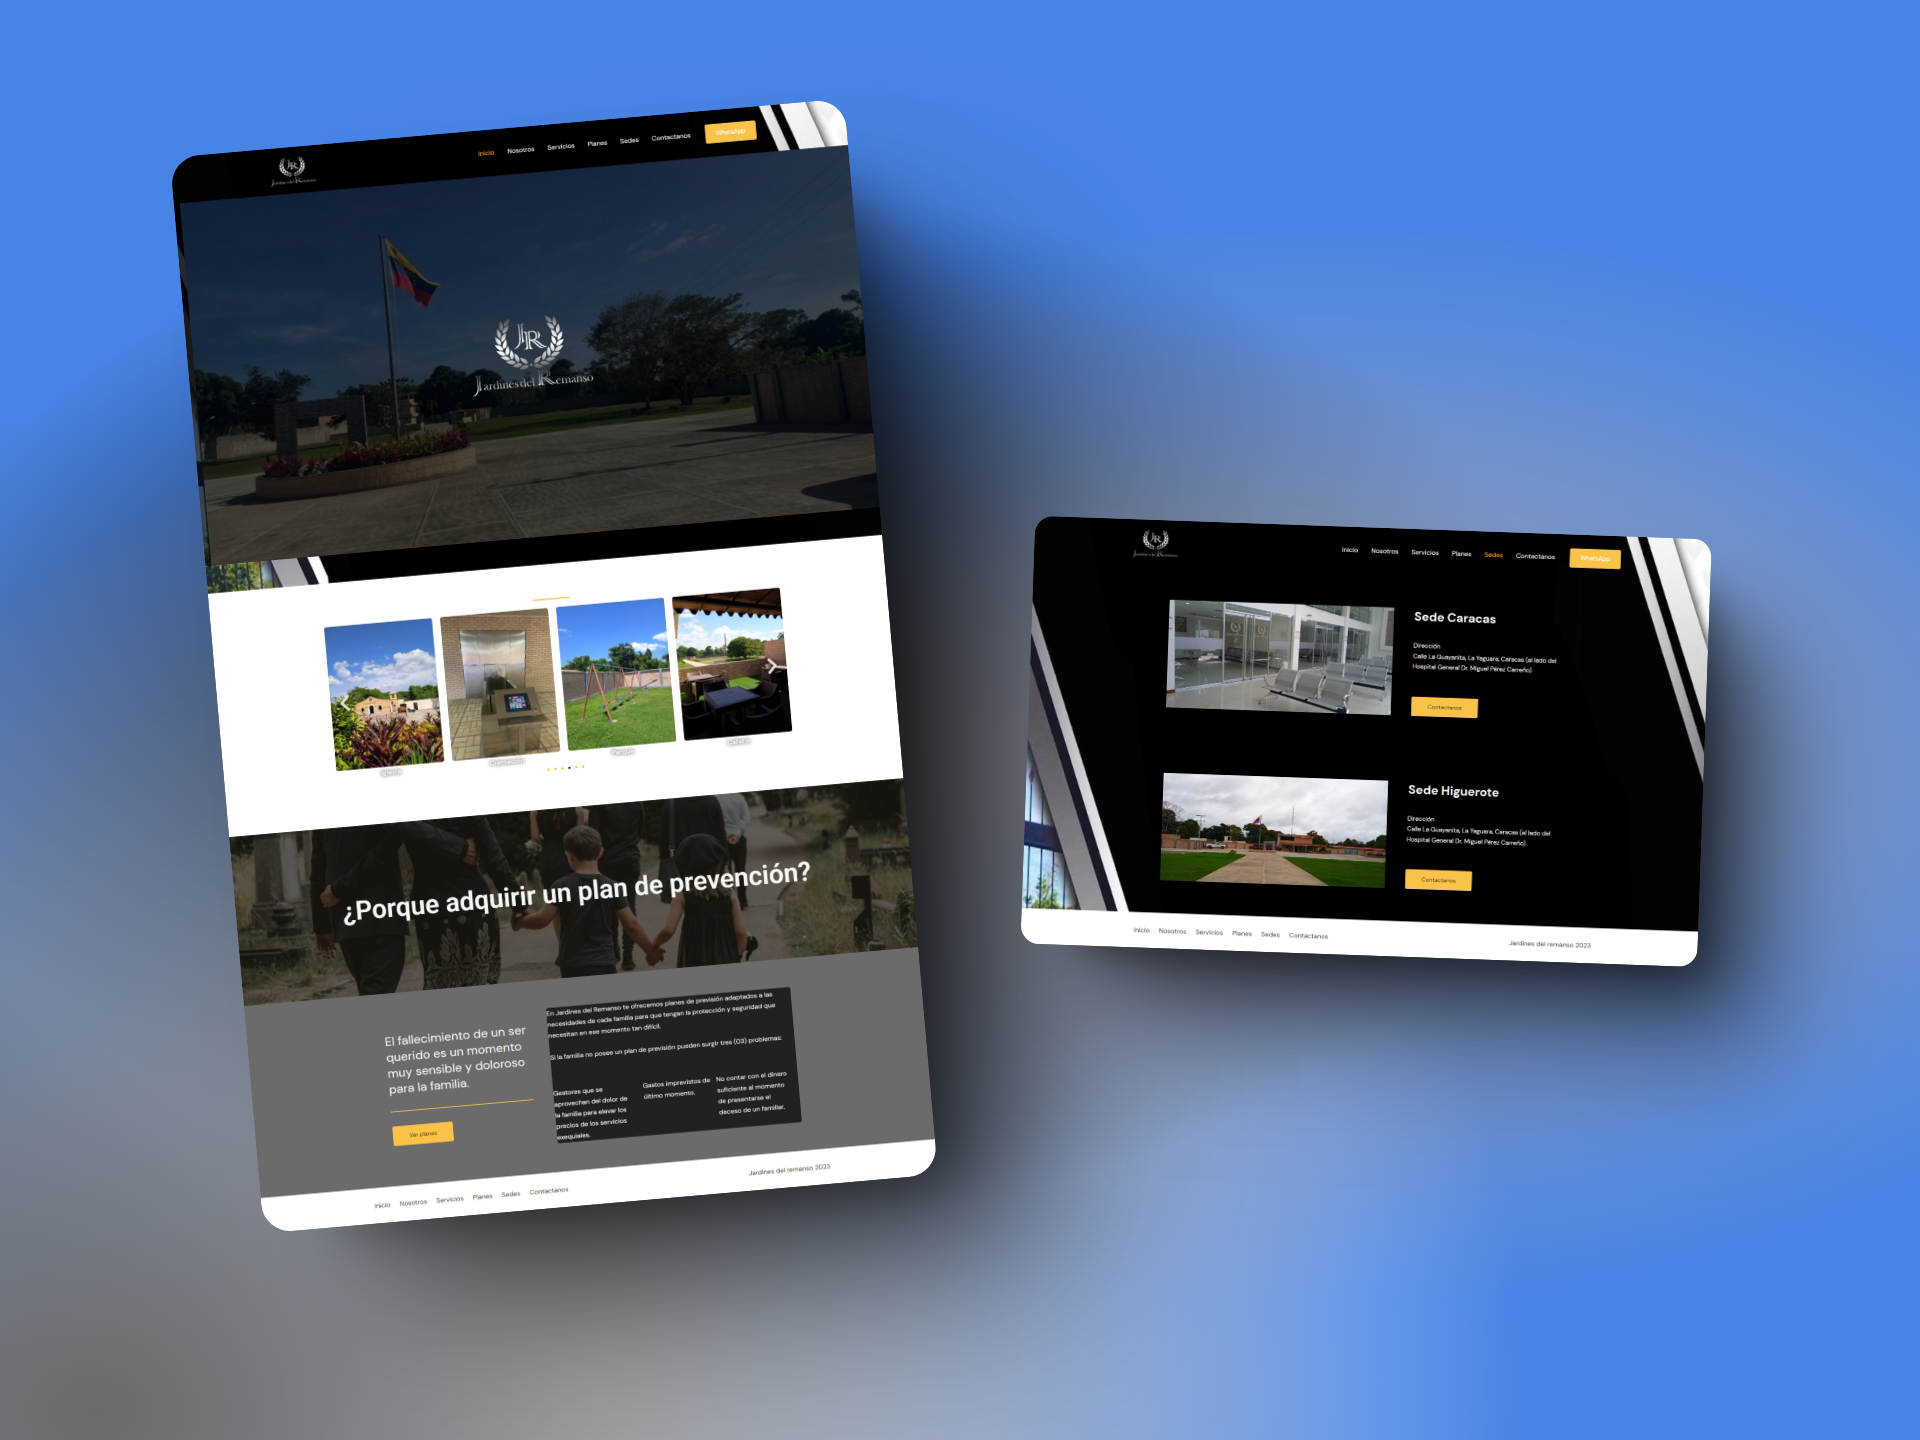 JR
Jardines del Remanso
Inicio Nosotros Servicios Planes Sedes Contactanos WhatsApp
JR
Jardines del Remanso
Iglesia Crematorio Parque Cafetin
¿Porque adquirir un plan de prevención?
El fallecimiento de un ser
querido es un momento
muy sensible y doloroso
para la familia.
Ver planes
En Jardines del Remanso te ofrecemos planes de previsión adaptados a las
necesidades de cada familia para que tengan la protección y seguridad que
necesitan en ese momento tan difícil.
Si la familia no posee un plan de previsión pueden surgir tres (03) problemas:
Gestores que se
aprovechan del dolor de
la familia para elevar los
precios de los servicios
exequiales.
Gastos imprevistos de
último momento.
No contar con el dinero
suficiente al momento
de presentarse el
deceso de un familiar.
Inicio Nosotros Servicios Planes Sedes Contactanos
Jardines del remanso 2023
JR
Jardines del Remanso
Inicio Nosotros Servicios Planes Sedes Contactanos WhatsApp
Sede Caracas
Dirección
Calle La Guayanita, La Yaguara, Caracas (al lado del
Hospital General Dr. Miguel Pérez Carreño)
Contactanos
Sede Higuerote
Dirección
Calle La Guayanita, La Yaguara, Caracas (al lado del
Hospital General Dr. Miguel Pérez Carreño)
Contactanos
Inicio Nosotros Servicios Planes Sedes Contactanos
Jardines del remanso 2023